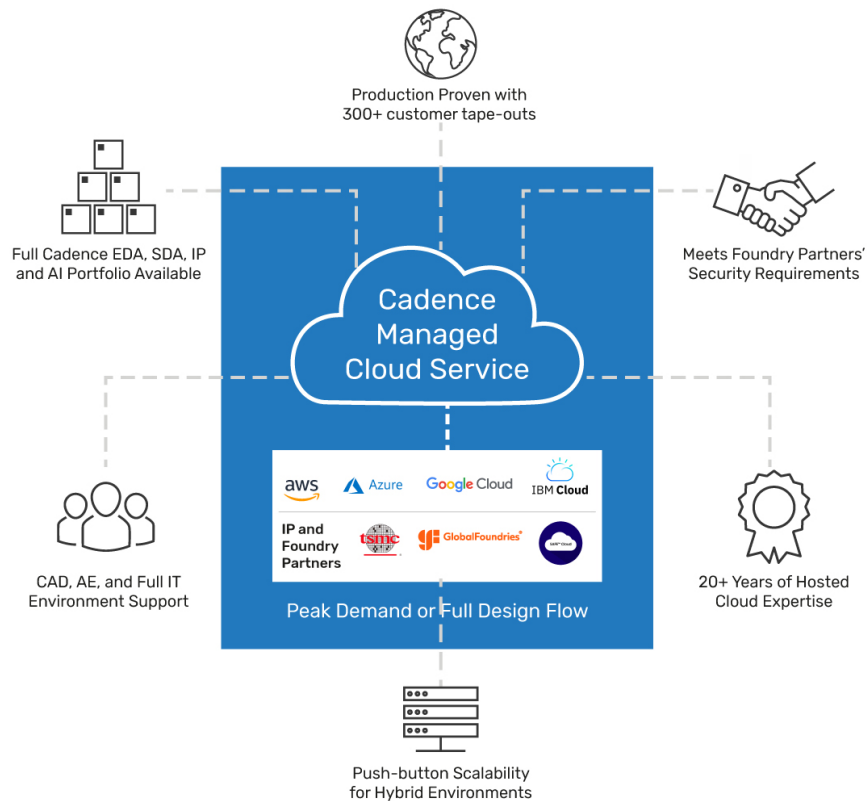 Production Proven with
300+ customer tape-outs
Full Cadence EDA, SDA, IP
and AI Portfolio Available
Meets Foundry Partners’
Security Requirements
Cadence
Managed
Cloud Service
aws
Azure
Google Cloud
IBM Cloud
IP and
Foundry
Partners
tsmc
GlobalFoundries
CAD, AE, and Full IT
Environment Support
20+ Years of Hosted
Cloud Expertise
Peak Demand or Full Design Flow
Push-button Scalability
for Hybrid Environments